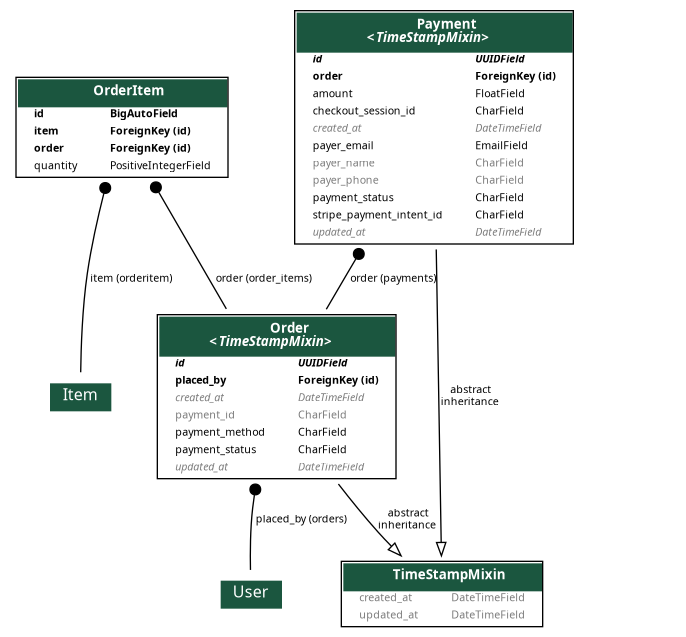 Payment
<TimeStampMixin>
id UUIDField
order ForeignKey (id)
amount FloatField
checkout_session_id CharField
created_at DateTimeField
payer_email EmailField
payer_name CharField
payer_phone CharField
payment_status CharField
stripe_payment_intent_id CharField
updated_at DateTimeField
OrderItem
id BigAutoField
item ForeignKey (id)
order ForeignKey (id)
quantity PositiveIntegerField
item (orderitem)
order (order_items)
order (payments)
Order
<TimeStampMixin>
id UUIDField
placed_by ForeignKey (id)
created_at DateTimeField
payment_id CharField
payment_method CharField
payment_status CharField
updated_at DateTimeField
Item
abstract
inheritance
placed_by (orders)
abstract
inheritance
User
TimeStampMixin
created_at DateTimeField
updated_at DateTimeField